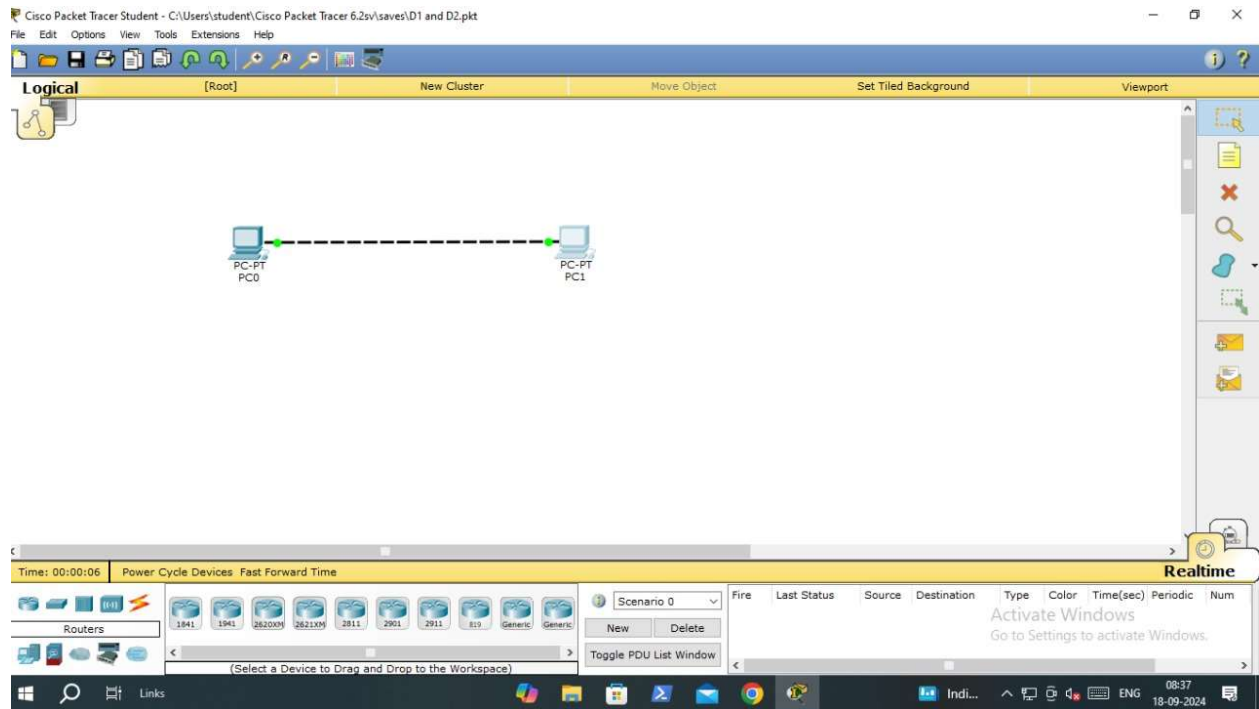 Cisco Packet Tracer Student - C:\Users\student\Cisco Packet Tracer 6.2sv\saves\D1 and D2.pkt
File Edit Options View Tools Extensions Help
Logical [Root] New Cluster Move Object Set Tiled Background Viewport
PC-PT
PC0
PC-PT
PC1
Time: 00:00:06 Power Cycle Devices Fast Forward Time Realtime
Routers
1841 1941 2620XM 2621XM 2811 2901 2911 819 Generic Generic
(Select a Device to Drag and Drop to the Workspace)
Scenario 0
New Delete
Toggle PDU List Window
Fire Last Status Source Destination Type Color Time(sec) Periodic Num
Activate Windows
Go to Settings to activate Windows.
Links Indi... ENG 08:37
18-09-2024